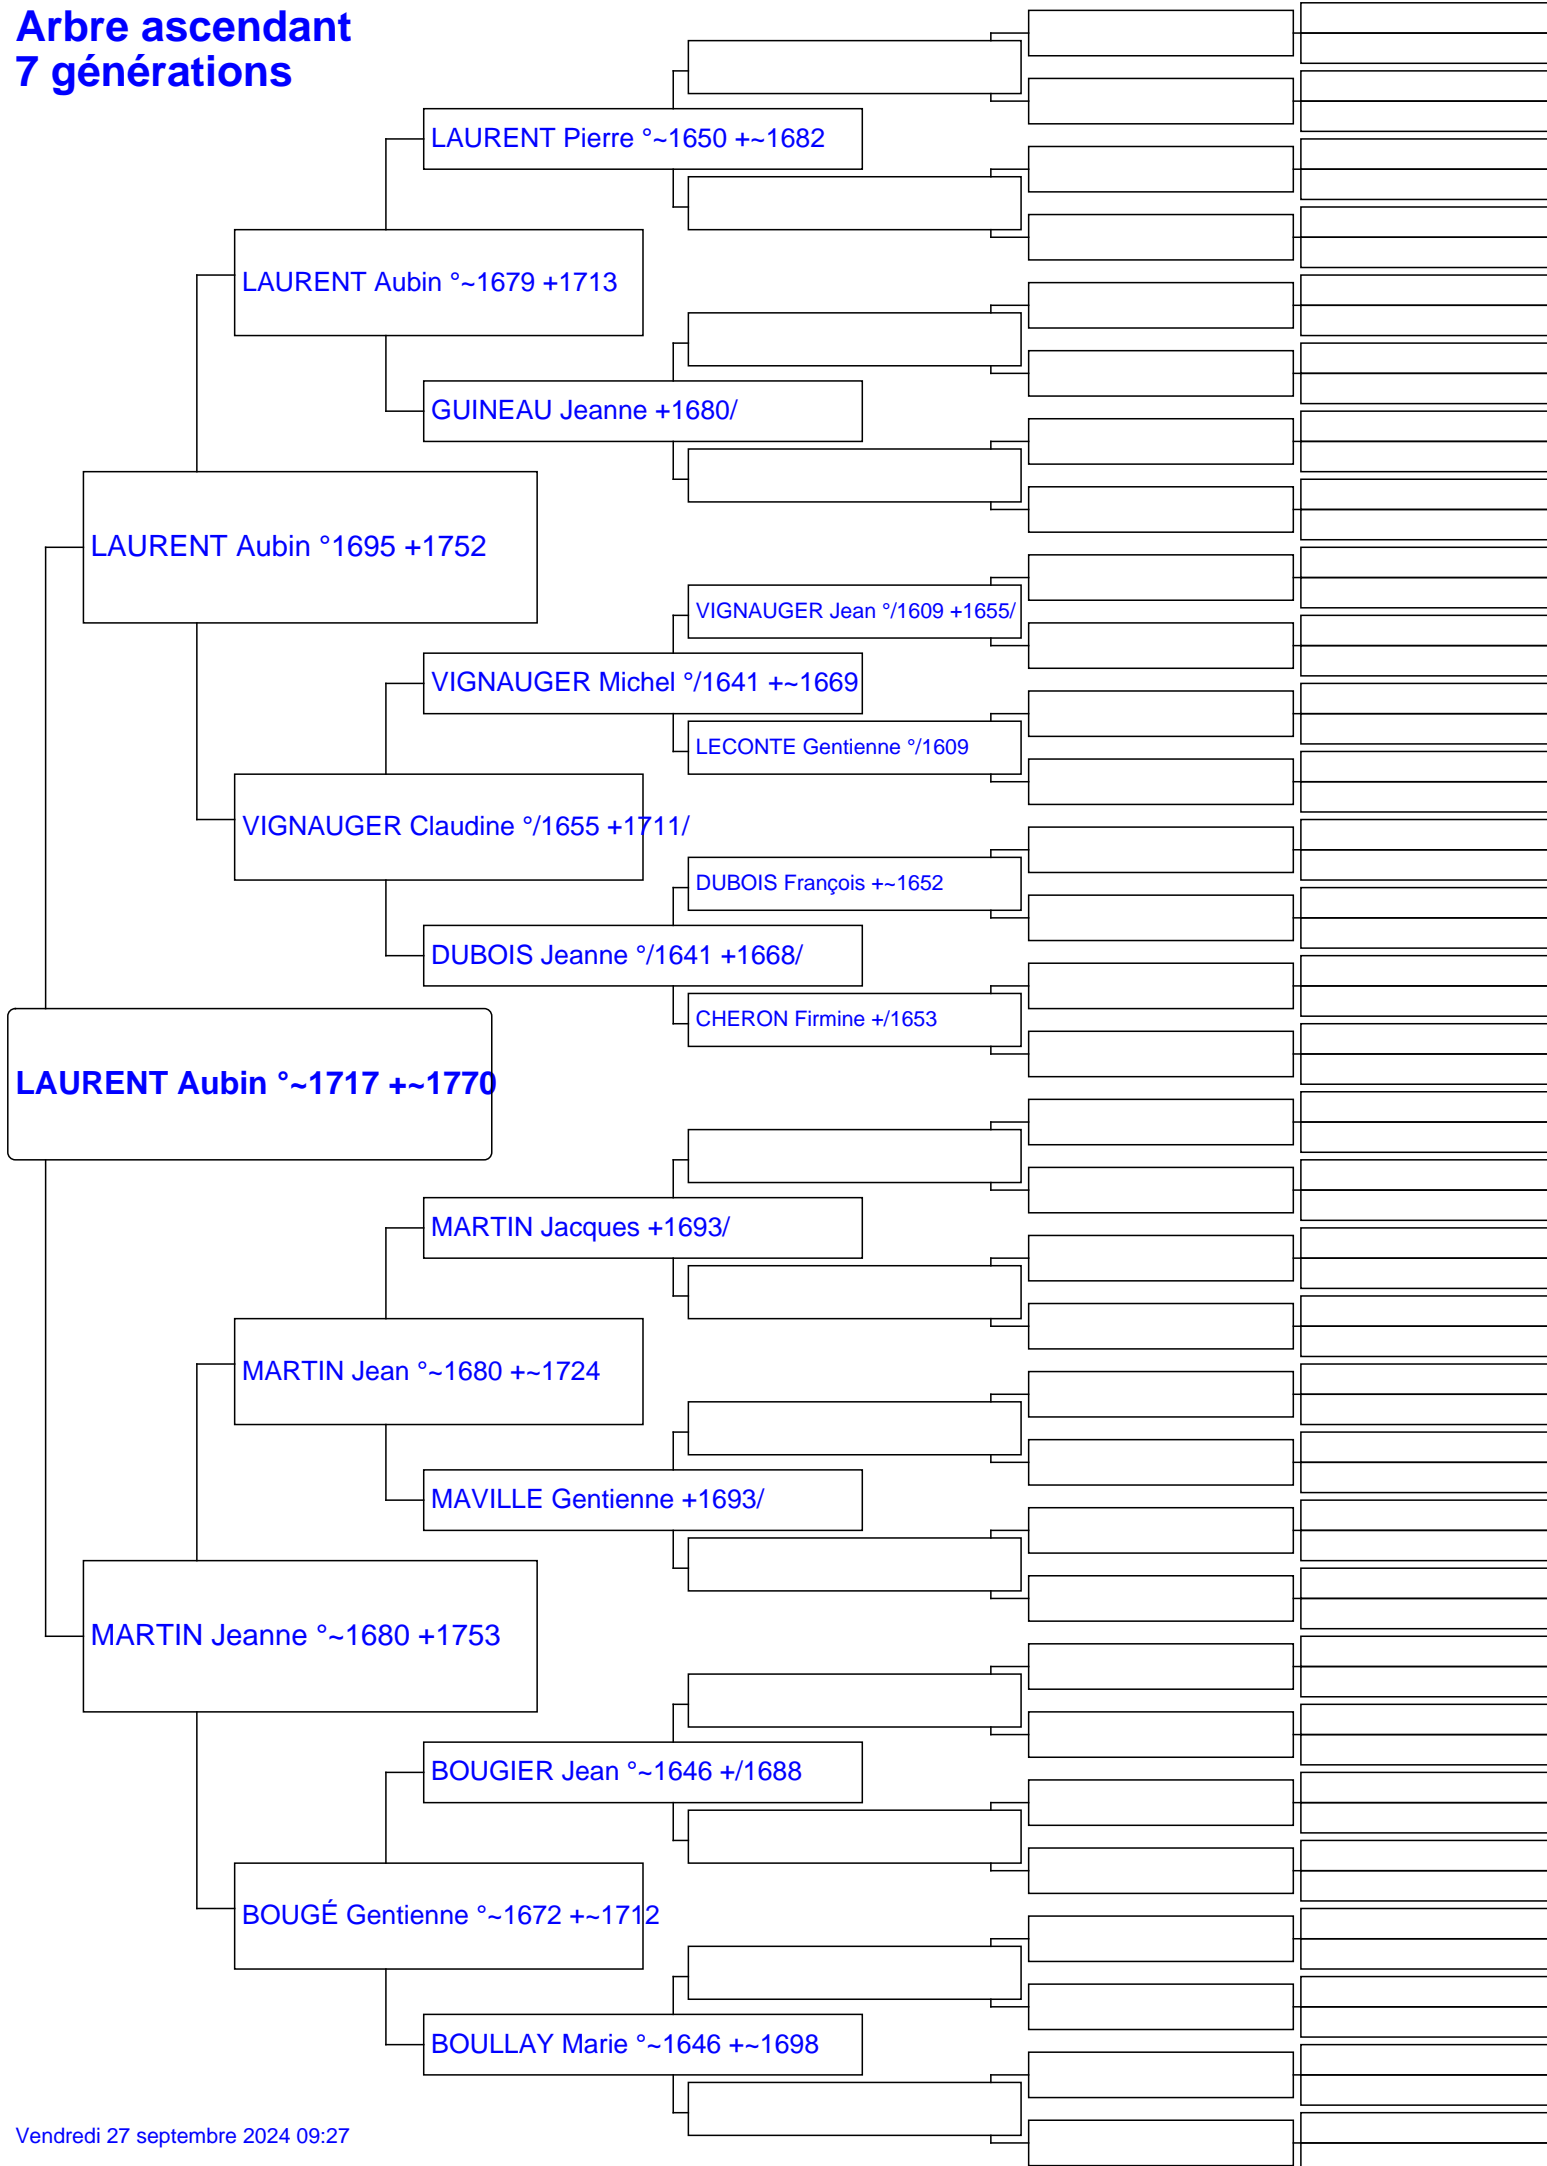 Arbre ascendant
7 générations
LAURENT Pierre °~1650 +~1682
LAURENT Aubin °~1679 +1713
GUINEAU Jeanne +1680/
LAURENT Aubin °1695 +1752
VIGNAUGER Jean °/1609 +1655/
VIGNAUGER Michel °/1641 +~1669
LECONTE Gentienne °/1609
VIGNAUGER Claudine °/1655 +1711/
DUBOIS François +~1652
DUBOIS Jeanne °/1641 +1668/
CHERON Firmine +/1653
LAURENT Aubin °~1717 +~1770
MARTIN Jacques +1693/
MARTIN Jean °~1680 +~1724
MAVILLE Gentienne +1693/
MARTIN Jeanne °~1680 +1753
BOUGIER Jean °~1646 +/1688
BOUGÉ Gentienne °~1672 +~1712
BOULLAY Marie °~1646 +~1698
Vendredi 27 septembre 2024 09:27